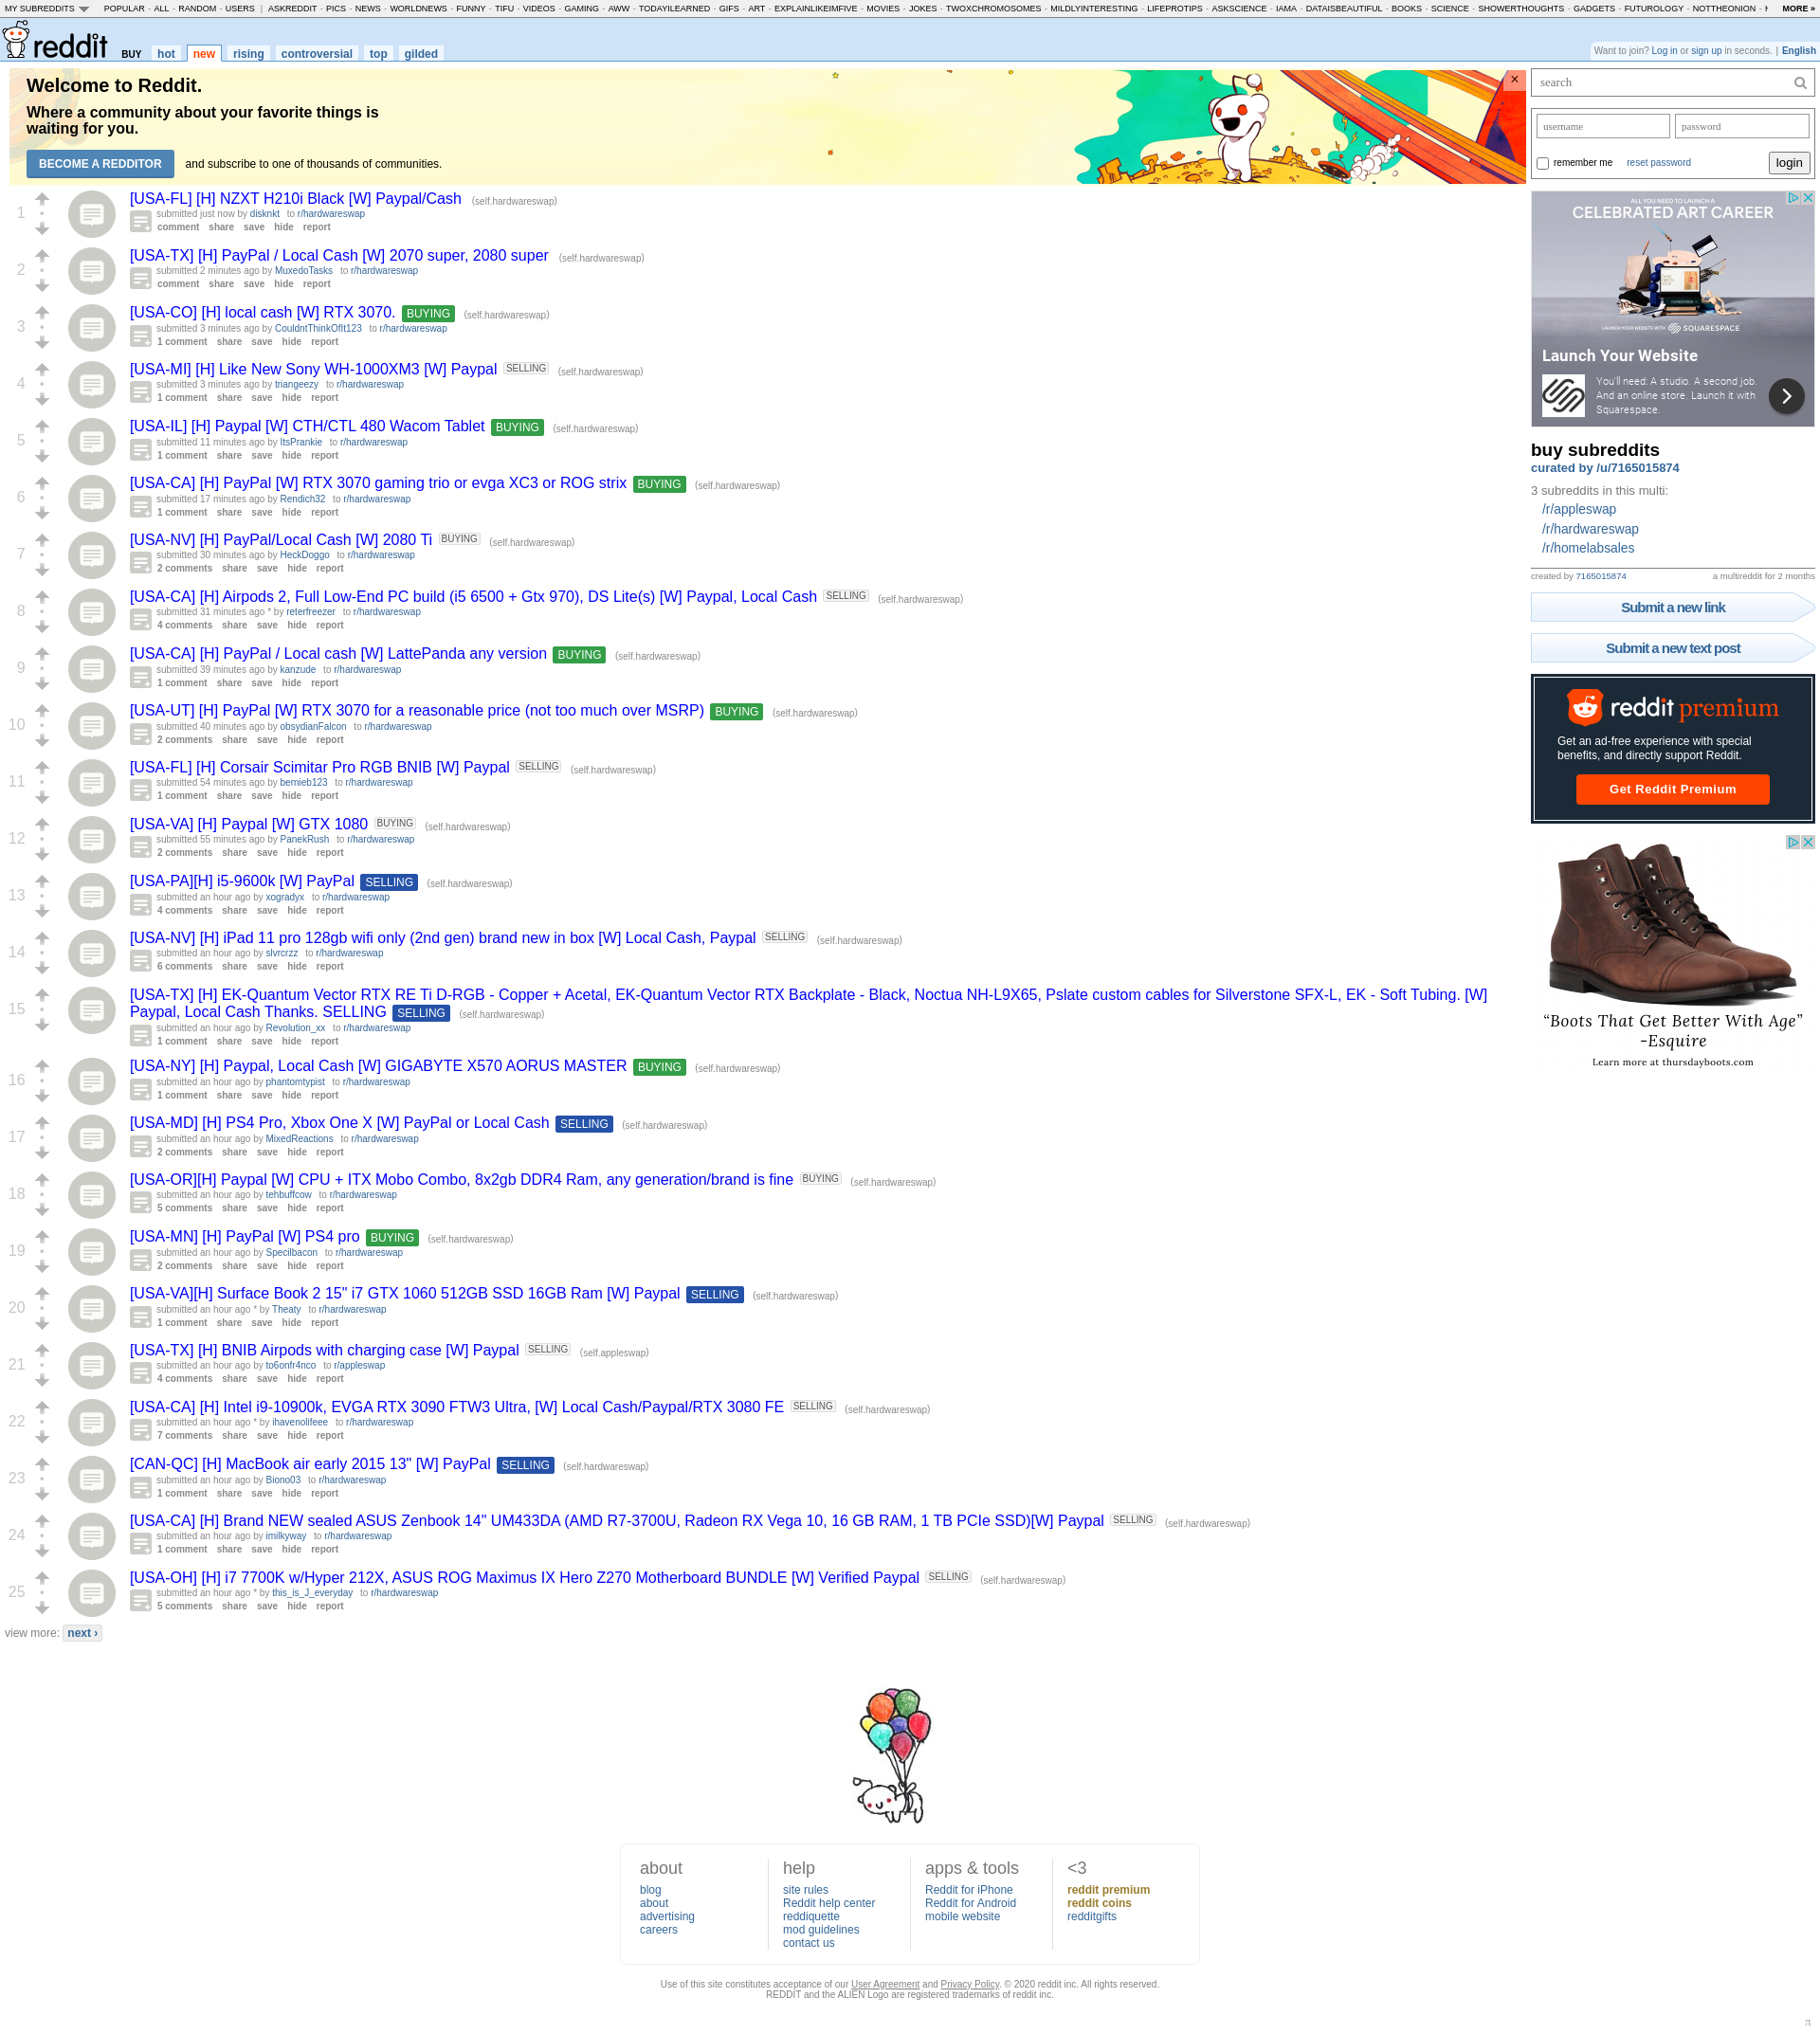 MY SUBREDDITS POPULAR - ALL - RANDOM - USERS | ASKREDDIT - PICS - NEWS - WORLDNEWS - FUNNY - TIFU - VIDEOS - GAMING - AWW - TODAYILEARNED - GIFS - ART - EXPLAINLIKEIMFIVE - MOVIES - JOKES - TWOXCHROMOSOMES - MILDLYINTERESTING - LIFEPROTIPS - ASKSCIENCE - IAMA - DATAISBEAUTIFUL - BOOKS - SCIENCE - SHOWERTHOUGHTS - GADGETS - FUTUROLOGY - NOTTHEONION - MORE »
reddit BUY hot new rising controversial top gilded
Want to join? Log in or sign up in seconds. | English
Welcome to Reddit.
Where a community about your favorite things is
waiting for you.
BECOME A REDDITOR and subscribe to one of thousands of communities.
×
1
[USA-FL] [H] NZXT H210i Black [W] Paypal/Cash (self.hardwareswap)
submitted just now by disknkt to r/hardwareswap
comment share save hide report
2
[USA-TX] [H] PayPal / Local Cash [W] 2070 super, 2080 super (self.hardwareswap)
submitted 2 minutes ago by MuxedoTasks to r/hardwareswap
comment share save hide report
3
[USA-CO] [H] local cash [W] RTX 3070. BUYING (self.hardwareswap)
submitted 3 minutes ago by CouldntThinkOfIt123 to r/hardwareswap
1 comment share save hide report
4
[USA-MI] [H] Like New Sony WH-1000XM3 [W] Paypal SELLING (self.hardwareswap)
submitted 3 minutes ago by triangeezy to r/hardwareswap
1 comment share save hide report
5
[USA-IL] [H] Paypal [W] CTH/CTL 480 Wacom Tablet BUYING (self.hardwareswap)
submitted 11 minutes ago by ItsPrankie to r/hardwareswap
1 comment share save hide report
6
[USA-CA] [H] PayPal [W] RTX 3070 gaming trio or evga XC3 or ROG strix BUYING (self.hardwareswap)
submitted 17 minutes ago by Rendich32 to r/hardwareswap
1 comment share save hide report
7
[USA-NV] [H] PayPal/Local Cash [W] 2080 Ti BUYING (self.hardwareswap)
submitted 30 minutes ago by HeckDoggo to r/hardwareswap
2 comments share save hide report
8
[USA-CA] [H] Airpods 2, Full Low-End PC build (i5 6500 + Gtx 970), DS Lite(s) [W] Paypal, Local Cash SELLING (self.hardwareswap)
submitted 31 minutes ago * by reterfreezer to r/hardwareswap
4 comments share save hide report
9
[USA-CA] [H] PayPal / Local cash [W] LattePanda any version BUYING (self.hardwareswap)
submitted 39 minutes ago by kanzude to r/hardwareswap
1 comment share save hide report
10
[USA-UT] [H] PayPal [W] RTX 3070 for a reasonable price (not too much over MSRP) BUYING (self.hardwareswap)
submitted 40 minutes ago by obsydianFalcon to r/hardwareswap
2 comments share save hide report
11
[USA-FL] [H] Corsair Scimitar Pro RGB BNIB [W] Paypal SELLING (self.hardwareswap)
submitted 54 minutes ago by bernieb123 to r/hardwareswap
1 comment share save hide report
12
[USA-VA] [H] Paypal [W] GTX 1080 BUYING (self.hardwareswap)
submitted 55 minutes ago by PanekRush to r/hardwareswap
2 comments share save hide report
13
[USA-PA][H] i5-9600k [W] PayPal SELLING (self.hardwareswap)
submitted an hour ago by xogradyx to r/hardwareswap
4 comments share save hide report
14
[USA-NV] [H] iPad 11 pro 128gb wifi only (2nd gen) brand new in box [W] Local Cash, Paypal SELLING (self.hardwareswap)
submitted an hour ago by slvrcrzz to r/hardwareswap
6 comments share save hide report
15
[USA-TX] [H] EK-Quantum Vector RTX RE Ti D-RGB - Copper + Acetal, EK-Quantum Vector RTX Backplate - Black, Noctua NH-L9X65, Pslate custom cables for Silverstone SFX-L, EK - Soft Tubing. [W]
Paypal, Local Cash Thanks. SELLING SELLING (self.hardwareswap)
submitted an hour ago by Revolution_xx to r/hardwareswap
1 comment share save hide report
16
[USA-NY] [H] Paypal, Local Cash [W] GIGABYTE X570 AORUS MASTER BUYING (self.hardwareswap)
submitted an hour ago by phantomtypist to r/hardwareswap
1 comment share save hide report
17
[USA-MD] [H] PS4 Pro, Xbox One X [W] PayPal or Local Cash SELLING (self.hardwareswap)
submitted an hour ago by MixedReactions to r/hardwareswap
2 comments share save hide report
18
[USA-OR][H] Paypal [W] CPU + ITX Mobo Combo, 8x2gb DDR4 Ram, any generation/brand is fine BUYING (self.hardwareswap)
submitted an hour ago by tehbuffcow to r/hardwareswap
5 comments share save hide report
19
[USA-MN] [H] PayPal [W] PS4 pro BUYING (self.hardwareswap)
submitted an hour ago by Specilbacon to r/hardwareswap
2 comments share save hide report
20
[USA-VA][H] Surface Book 2 15" i7 GTX 1060 512GB SSD 16GB Ram [W] Paypal SELLING (self.hardwareswap)
submitted an hour ago * by Theaty to r/hardwareswap
1 comment share save hide report
21
[USA-TX] [H] BNIB Airpods with charging case [W] Paypal SELLING (self.appleswap)
submitted an hour ago by to6onfr4nco to r/appleswap
4 comments share save hide report
22
[USA-CA] [H] Intel i9-10900k, EVGA RTX 3090 FTW3 Ultra, [W] Local Cash/Paypal/RTX 3080 FE SELLING (self.hardwareswap)
submitted an hour ago * by ihavenolifeee to r/hardwareswap
7 comments share save hide report
23
[CAN-QC] [H] MacBook air early 2015 13" [W] PayPal SELLING (self.hardwareswap)
submitted an hour ago by Biono03 to r/hardwareswap
1 comment share save hide report
24
[USA-CA] [H] Brand NEW sealed ASUS Zenbook 14" UM433DA (AMD R7-3700U, Radeon RX Vega 10, 16 GB RAM, 1 TB PCIe SSD)[W] Paypal SELLING (self.hardwareswap)
submitted an hour ago by imilkyway to r/hardwareswap
1 comment share save hide report
25
[USA-OH] [H] i7 7700K w/Hyper 212X, ASUS ROG Maximus IX Hero Z270 Motherboard BUNDLE [W] Verified Paypal SELLING (self.hardwareswap)
submitted an hour ago * by this_is_J_everyday to r/hardwareswap
5 comments share save hide report
view more: next ›
search
username password
remember me reset password login
ALL YOU NEED TO LAUNCH A
CELEBRATED ART CAREER
LAUNCH YOUR WEBSITE WITH SQUARESPACE
Launch Your Website
You'll need: A studio. A second job.
And an online store. Launch it with
Squarespace.
buy subreddits
curated by /u/7165015874
3 subreddits in this multi:
/r/appleswap
/r/hardwareswap
/r/homelabsales
created by 7165015874 a multireddit for 2 months
Submit a new link
Submit a new text post
reddit premium
Get an ad-free experience with special
benefits, and directly support Reddit.
Get Reddit Premium
“Boots That Get Better With Age”
-Esquire
Learn more at thursdayboots.com
about
blog
about
advertising
careers
help
site rules
Reddit help center
reddiquette
mod guidelines
contact us
apps & tools
Reddit for iPhone
Reddit for Android
mobile website
<3
reddit premium
reddit coins
redditgifts
Use of this site constitutes acceptance of our User Agreement and Privacy Policy. © 2020 reddit inc. All rights reserved.
REDDIT and the ALIEN Logo are registered trademarks of reddit inc.
π